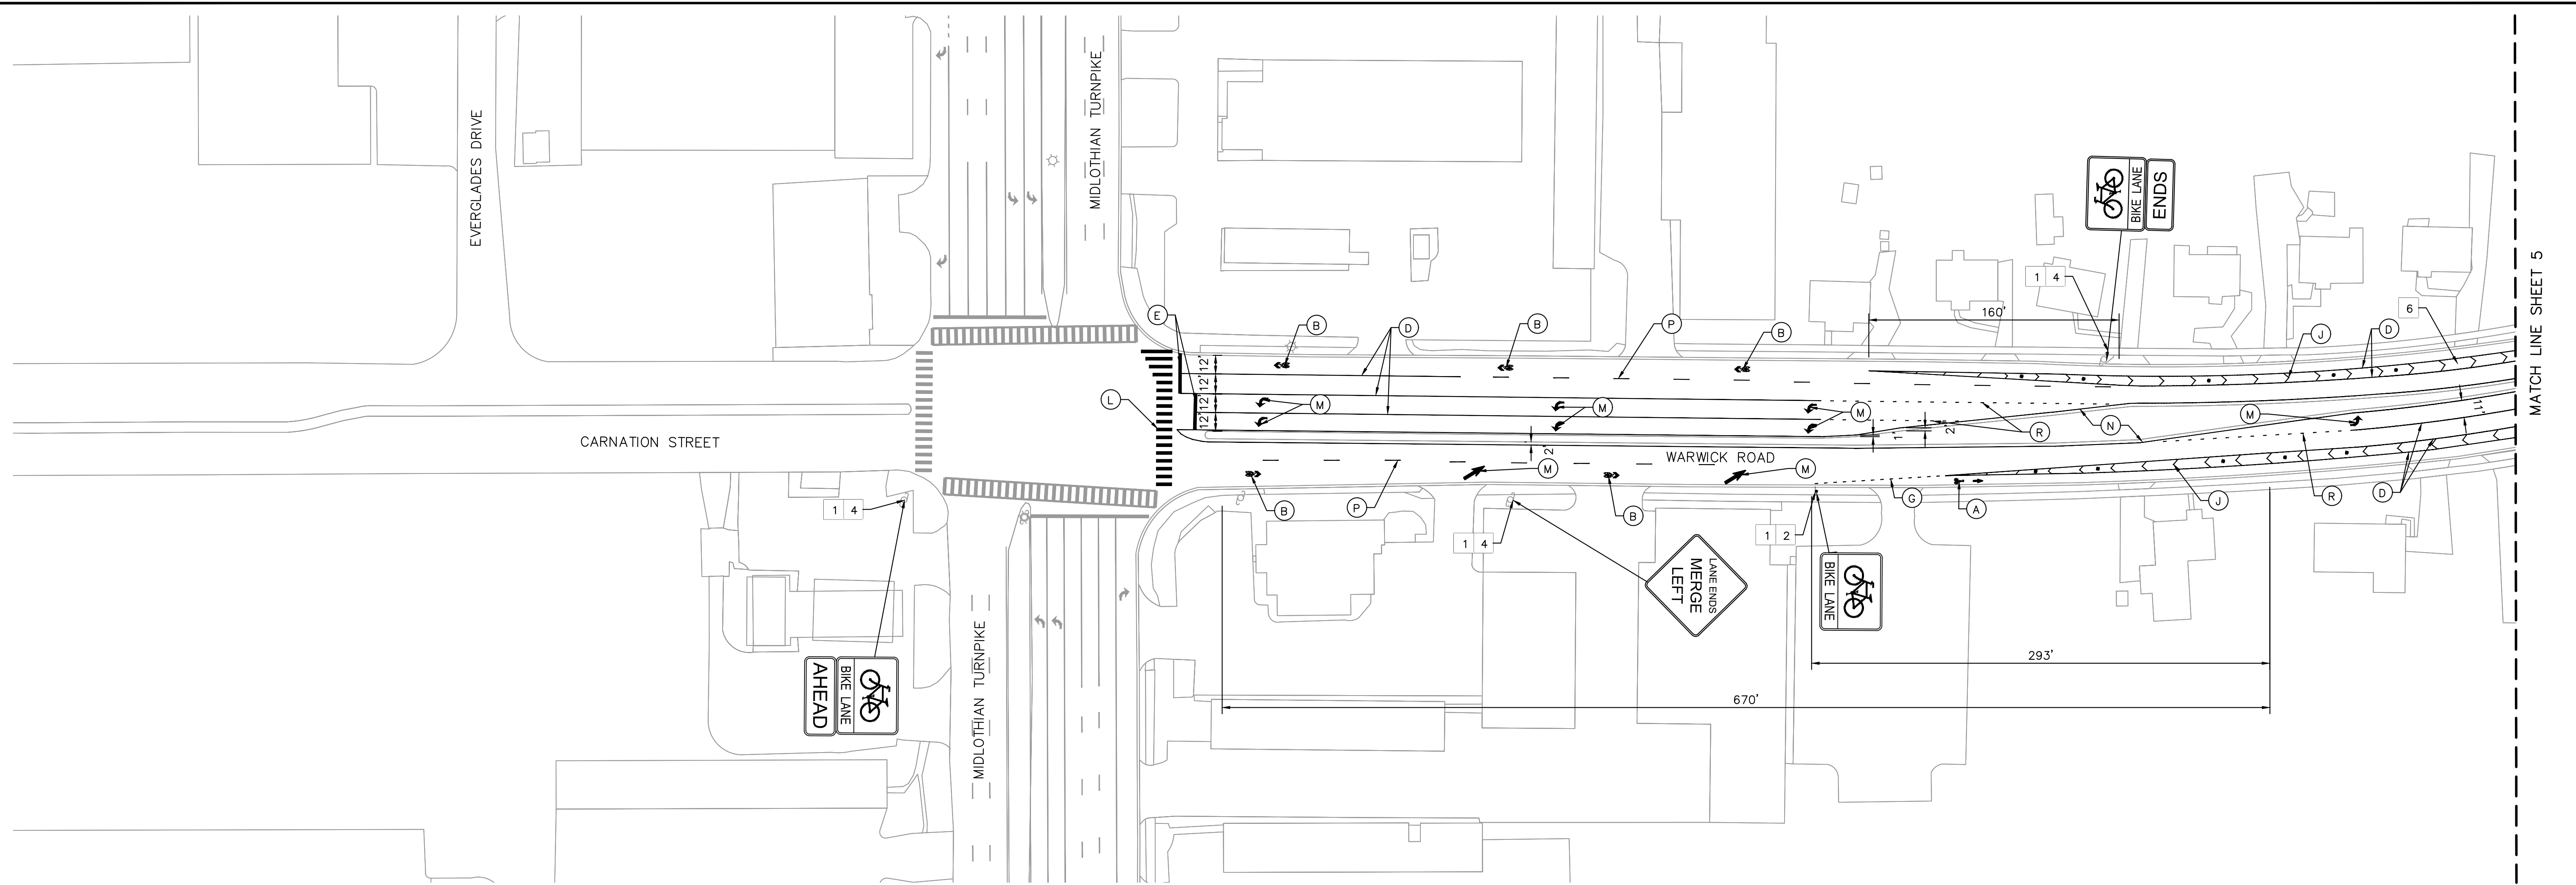 EVERGLADES DRIVE
MIDLOTHIAN TURNPIKE
BIKE LANE
ENDS
MATCH LINE SHEET 5
1 4
6
160'
E
B
D
B
P
B
J
D
12'
12'
12'
12'
L
M
M
M
M
11'
R
N
1'
2'
2'
CARNATION STREET
WARWICK ROAD
M
M
1 4
B
P
1 4
B
1 2
G
A
J
R
D
LANE ENDS
MERGE
LEFT
BIKE LANE
BIKE LANE
AHEAD
MIDLOTHIAN TURNPIKE
293'
670'